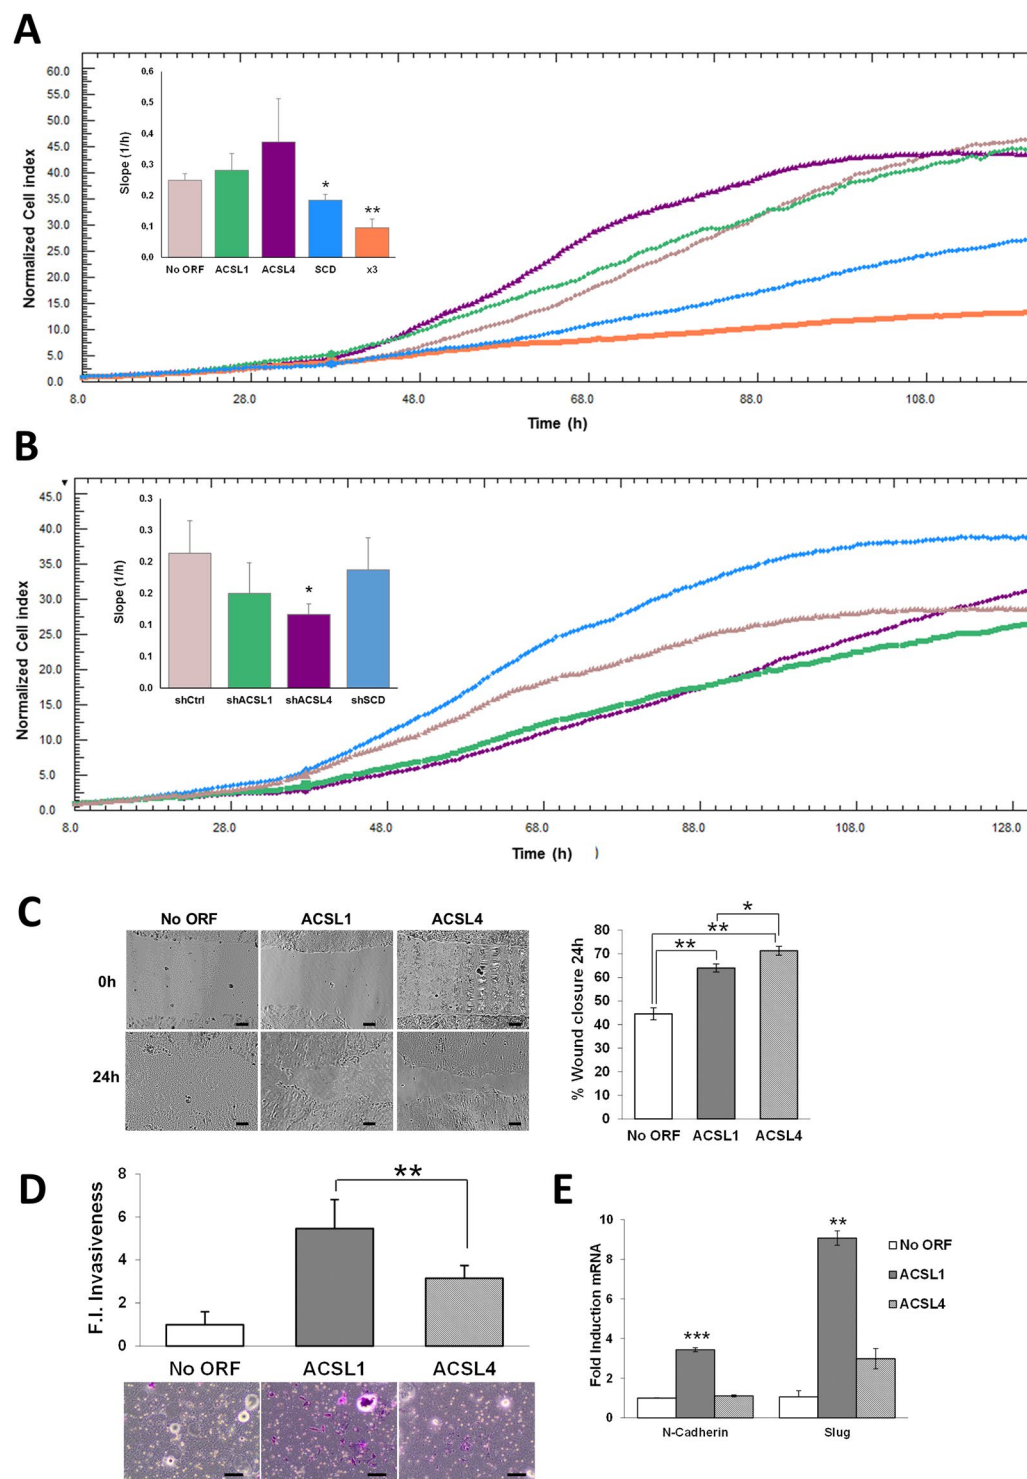 A
Normalized Cell index
60.0
55.0
50.0
45.0
40.0
35.0
30.0
25.0
20.0
15.0
10.0
5.0
0.0
8.0 28.0 48.0 68.0 88.0 108.0
Time (h)
Slope (1/h)
0,6
0,5
0,4
0,3
0,2
0,1
0,0
* **
No ORF ACSL1 ACSL4 SCD x3
B
Normalized Cell index
45.0
40.0
35.0
30.0
25.0
20.0
15.0
10.0
5.0
0.0
8.0 28.0 48.0 68.0 88.0 108.0 128.0
Time (h) )
Slope (1/h)
0.3
0.3
0.2
0.2
0.1
0.1
0.0
*
shCtrl shACSL1 shACSL4 shSCD
C
No ORF ACSL1 ACSL4
0h
24h
% Wound closure 24h
80
70
60
50
40
30
20
10
0
*
**
**
No ORF ACSL1 ACSL4
D
F.I. Invasiveness
8
6
4
2
0
**
No ORF ACSL1 ACSL4
E
Fold Induction mRNA
10
8
6
4
2
0
*** **
N-Cadherin Slug
No ORF
ACSL1
ACSL4